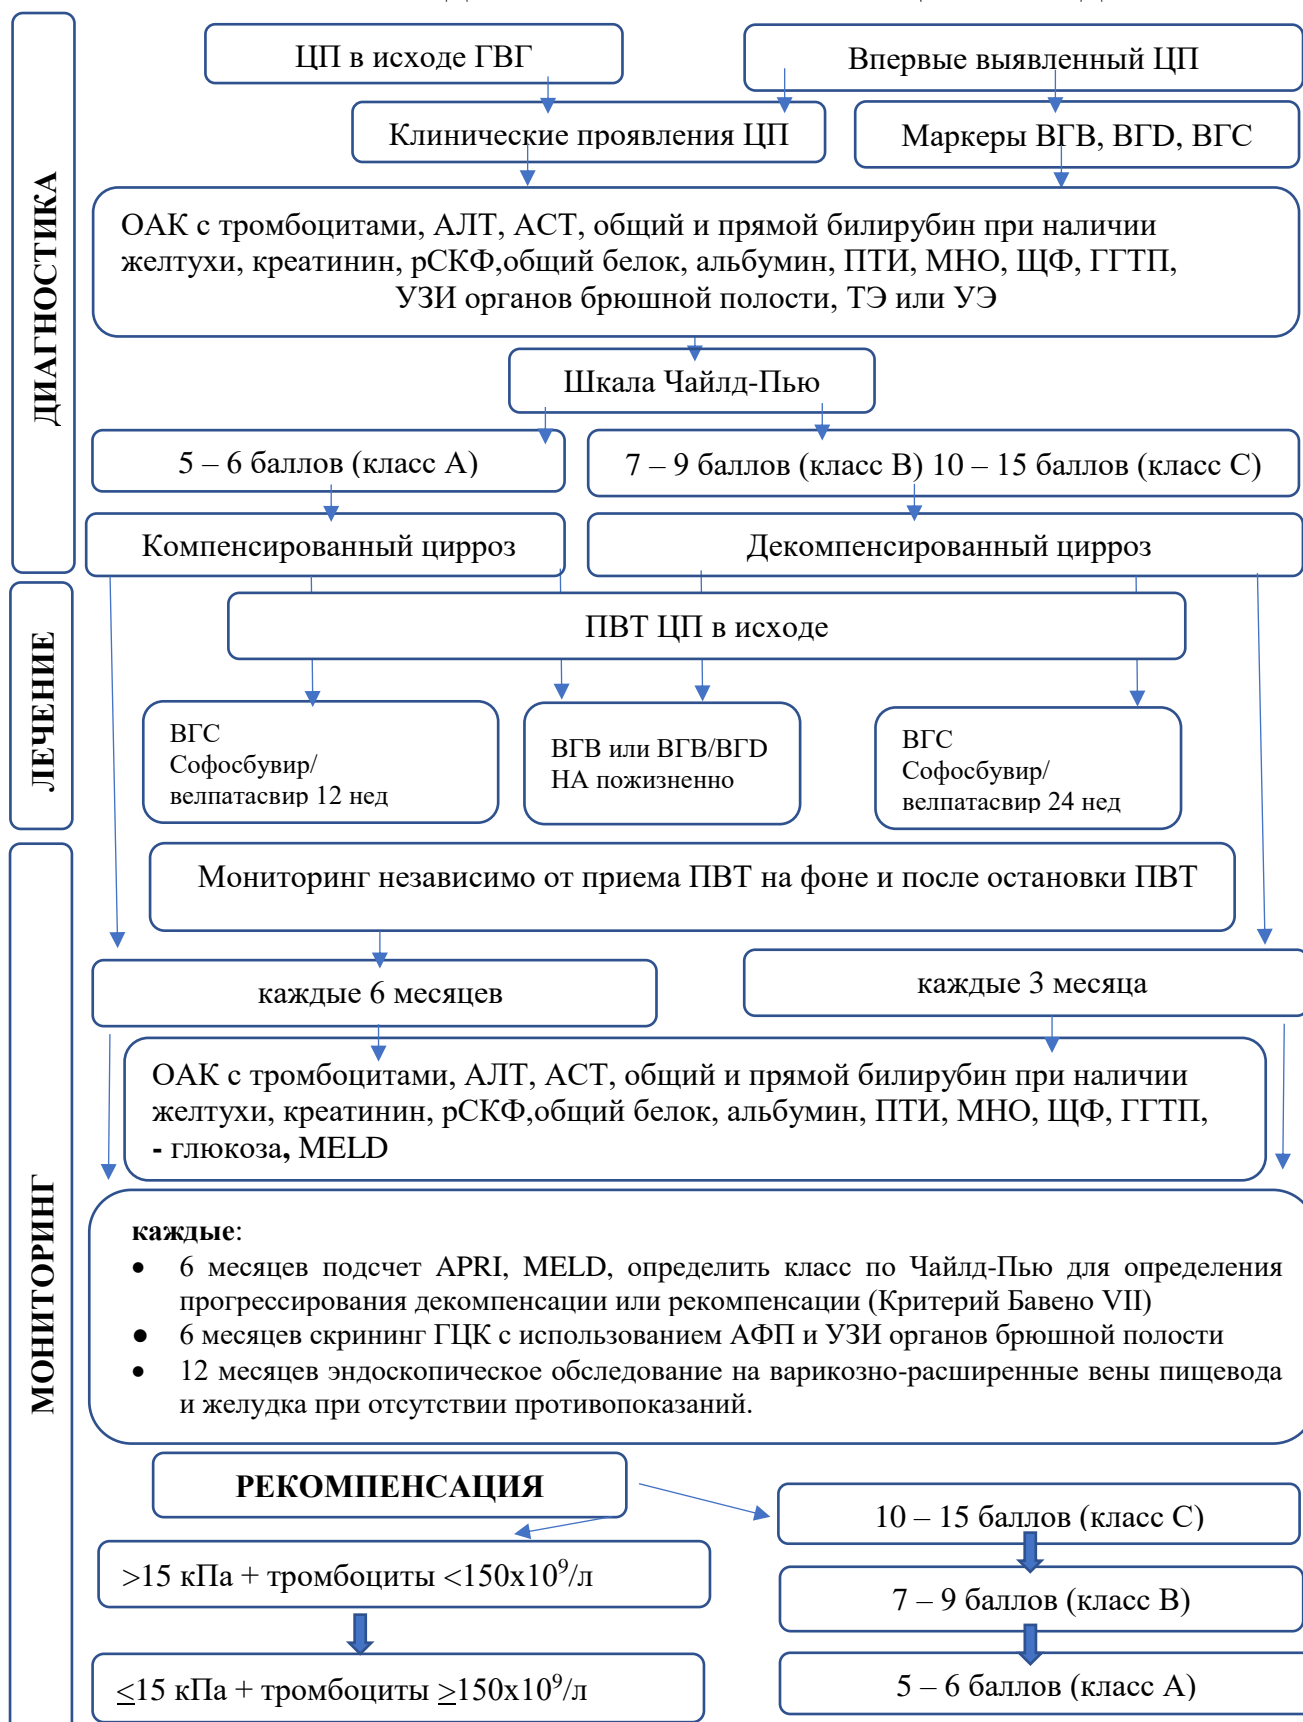 ДИАГНОСТИКА
ЦП в исходе ГВГ
Впервые выявленный ЦП
Клинические проявления ЦП
Маркеры ВГВ, ВГD, ВГС
ОАК с тромбоцитами, АЛТ, АСТ, общий и прямой билирубин при наличии
желтухи, креатинин, рСКФ,общий белок, альбумин, ПТИ, МНО, ЩФ, ГГТП,
УЗИ органов брюшной полости, ТЭ или УЭ
Шкала Чайлд-Пью
5 – 6 баллов (класс А)
7 – 9 баллов (класс В) 10 – 15 баллов (класс С)
Компенсированный цирроз
Декомпенсированный цирроз
ЛЕЧЕНИЕ
ПВТ ЦП в исходе
ВГС
Софосбувир/
велпатасвир 12 нед
ВГВ или ВГВ/ВГD
НА пожизненно
ВГС
Софосбувир/
велпатасвир 24 нед
МОНИТОРИНГ
Мониторинг независимо от приема ПВТ на фоне и после остановки ПВТ
каждые 6 месяцев
каждые 3 месяца
ОАК с тромбоцитами, АЛТ, АСТ, общий и прямой билирубин при наличии
желтухи, креатинин, рСКФ,общий белок, альбумин, ПТИ, МНО, ЩФ, ГГТП,
- глюкоза, MELD
каждые:
• 6 месяцев подсчет APRI, MELD, определить класс по Чайлд-Пью для определения
прогрессирования декомпенсации или рекомпенсации (Критерий Бавено VII)
• 6 месяцев скрининг ГЦК с использованием АФП и УЗИ органов брюшной полости
• 12 месяцев эндоскопическое обследование на варикозно-расширенные вены пищевода
и желудка при отсутствии противопоказаний.
РЕКОМПЕНСАЦИЯ
10 – 15 баллов (класс С)
>15 кПа + тромбоциты <150х10⁹/л
7 – 9 баллов (класс В)
≤15 кПа + тромбоциты ≥150х10⁹/л
5 – 6 баллов (класс А)